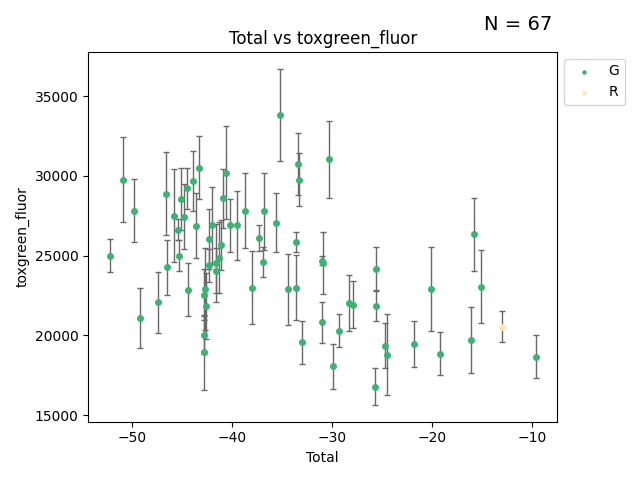 N = 67
Total vs toxgreen_fluor
G
R
35000
30000
25000
20000
15000
toxgreen_fluor
−50
−40
−30
−20
−10
Total